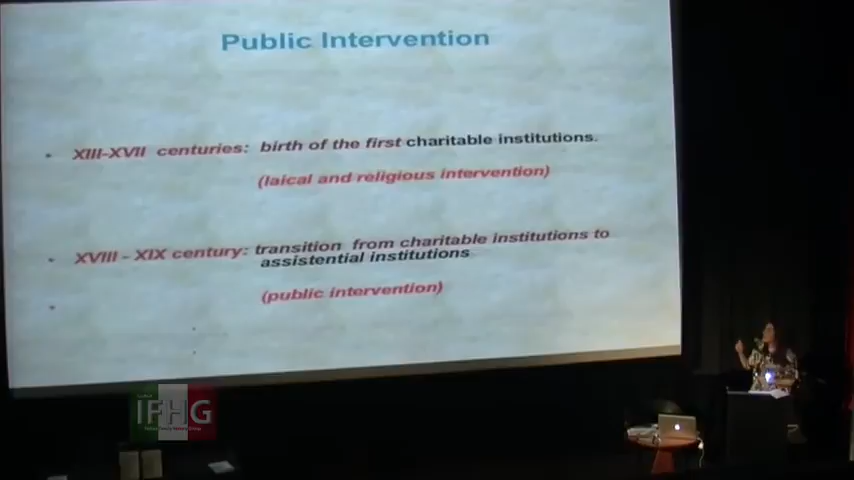 Public Intervention
• XIII-XVII centuries: birth of the first charitable institutions.
(laical and religious intervention)
• XVIII - XIX century: transition from charitable institutions to
assistential institutions
•
(public intervention)
IFHG